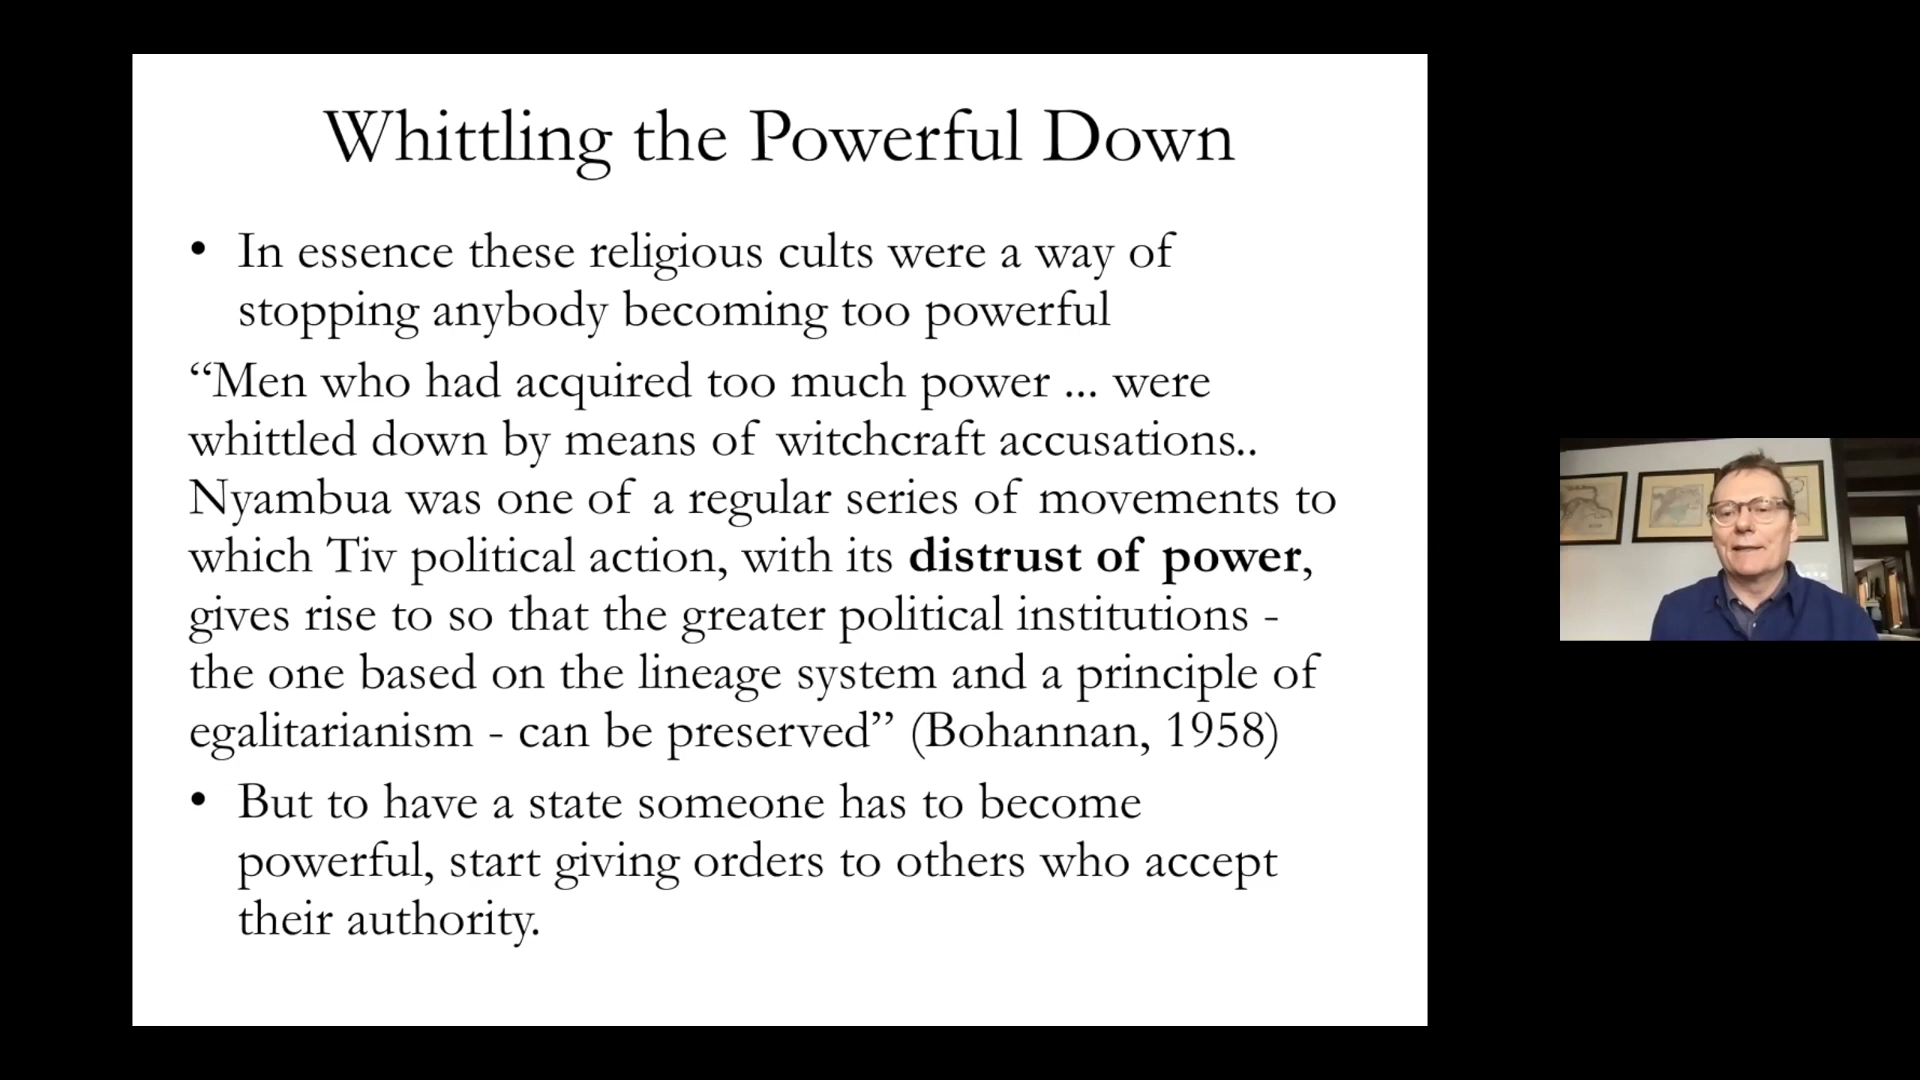 Whittling the Powerful Down
• In essence these religious cults were a way of
stopping anybody becoming too powerful
“Men who had acquired too much power ... were
whittled down by means of witchcraft accusations..
Nyambua was one of a regular series of movements to
which Tiv political action, with its distrust of power,
gives rise to so that the greater political institutions -
the one based on the lineage system and a principle of
egalitarianism - can be preserved” (Bohannan, 1958)
• But to have a state someone has to become
powerful, start giving orders to others who accept
their authority.